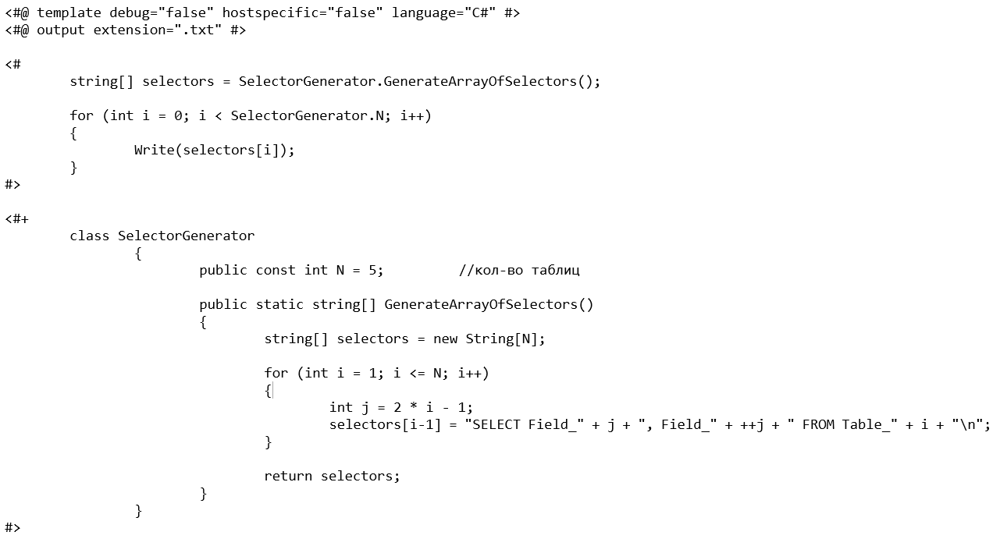 <#@ template debug="false" hostspecific="false" language="C#" #>
<#@ output extension=".txt" #>
<#
string[] selectors = SelectorGenerator.GenerateArrayOfSelectors();
for (int i = 0; i < SelectorGenerator.N; i++)
{
Write(selectors[i]);
}
#>
<#+
class SelectorGenerator
{
public const int N = 5; //кол-во таблиц
public static string[] GenerateArrayOfSelectors()
{
string[] selectors = new String[N];
for (int i = 1; i <= N; i++)
{
int j = 2 * i - 1;
selectors[i-1] = "SELECT Field_" + j + ", Field_" + ++j + " FROM Table_" + i + "\n";
}
return selectors;
}
}
#>